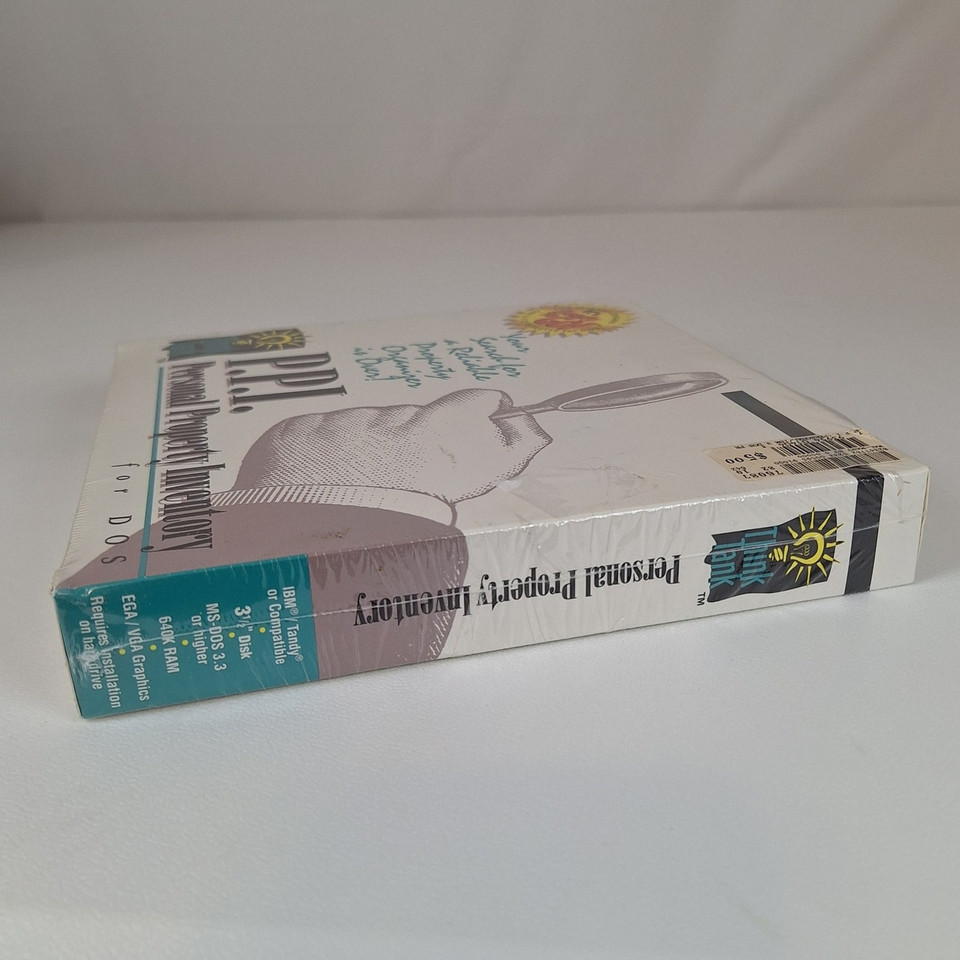 P.P.I.
Personal Property Inventory
for DOS
Your
Search for
a Reliable
Property
Organizer
is Over!
$5.00
76087
Think
Tank
TM
Personal Property Inventory
IBM®/Tandy®
or Compatible
3½" Disk
MS-DOS 3.3
or higher
640K RAM
EGA / VGA Graphics
Requires installation
on hard drive